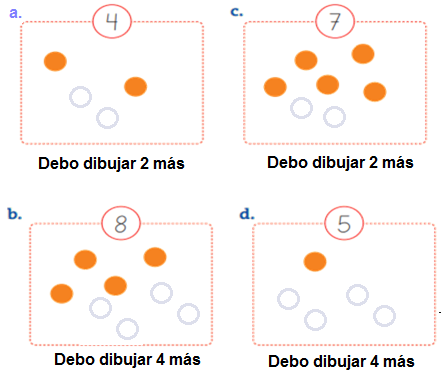 a.
4
Debo dibujar 2 más
c.
7
Debo dibujar 2 más
b.
8
Debo dibujar 4 más
d.
5
Debo dibujar 4 más